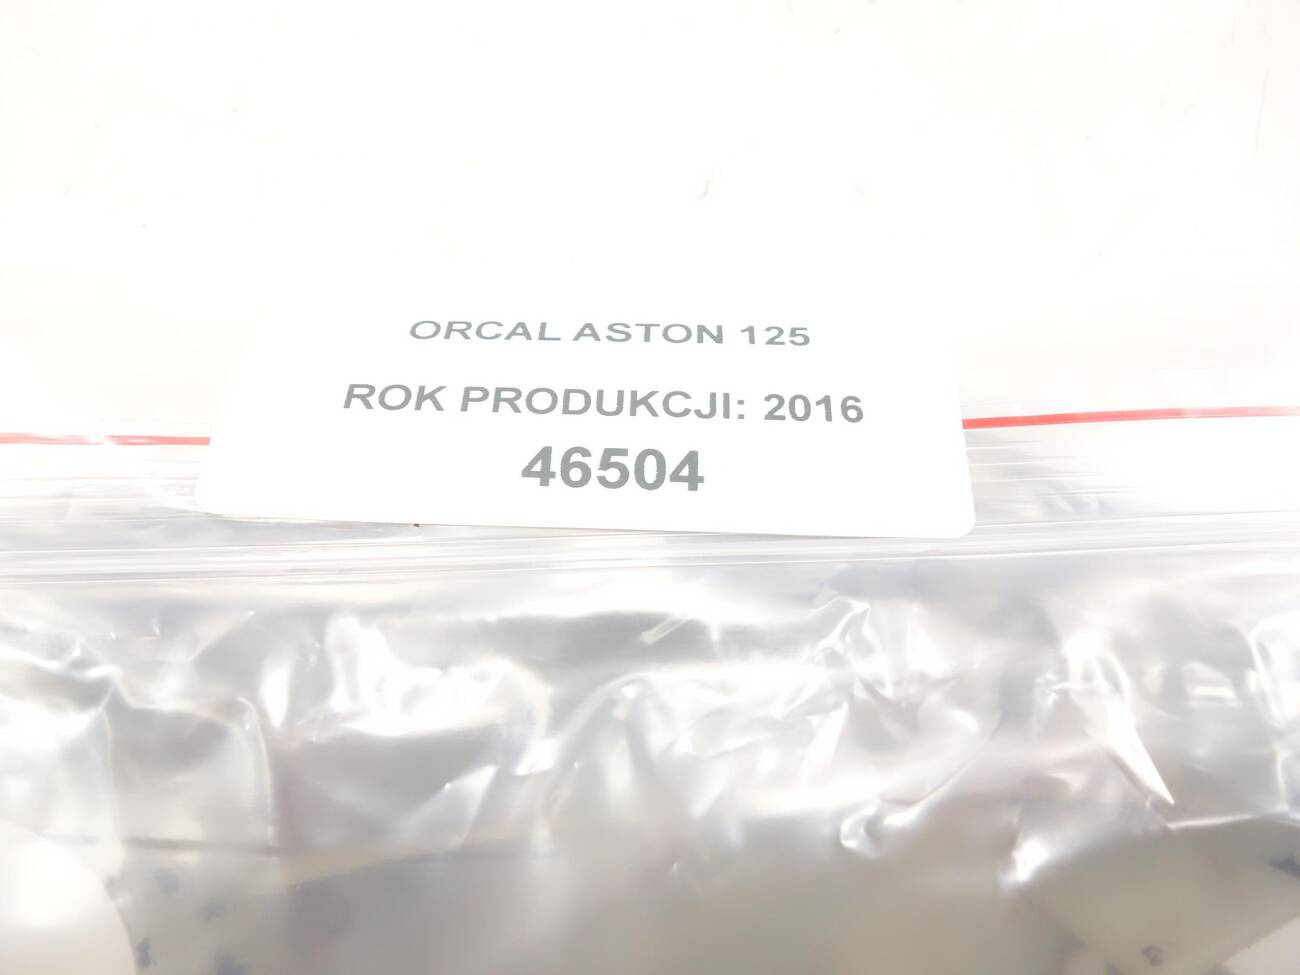 ORCAL ASTON 125
ROK PRODUKCJI: 2016
46504